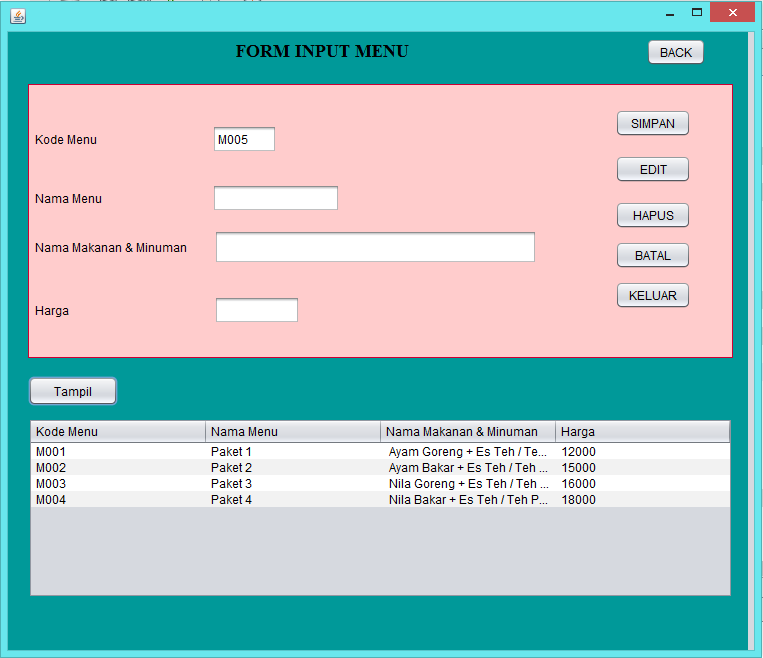 FORM INPUT MENU
BACK
Kode Menu
M005
SIMPAN
EDIT
Nama Menu
HAPUS
Nama Makanan & Minuman
BATAL
KELUAR
Harga
Tampil
Kode Menu Nama Menu Nama Makanan & Minuman Harga
M001 Paket 1 Ayam Goreng + Es Teh / Te... 12000
M002 Paket 2 Ayam Bakar + Es Teh / Teh ... 15000
M003 Paket 3 Nila Goreng + Es Teh / Teh ... 16000
M004 Paket 4 Nila Bakar + Es Teh / Teh P... 18000